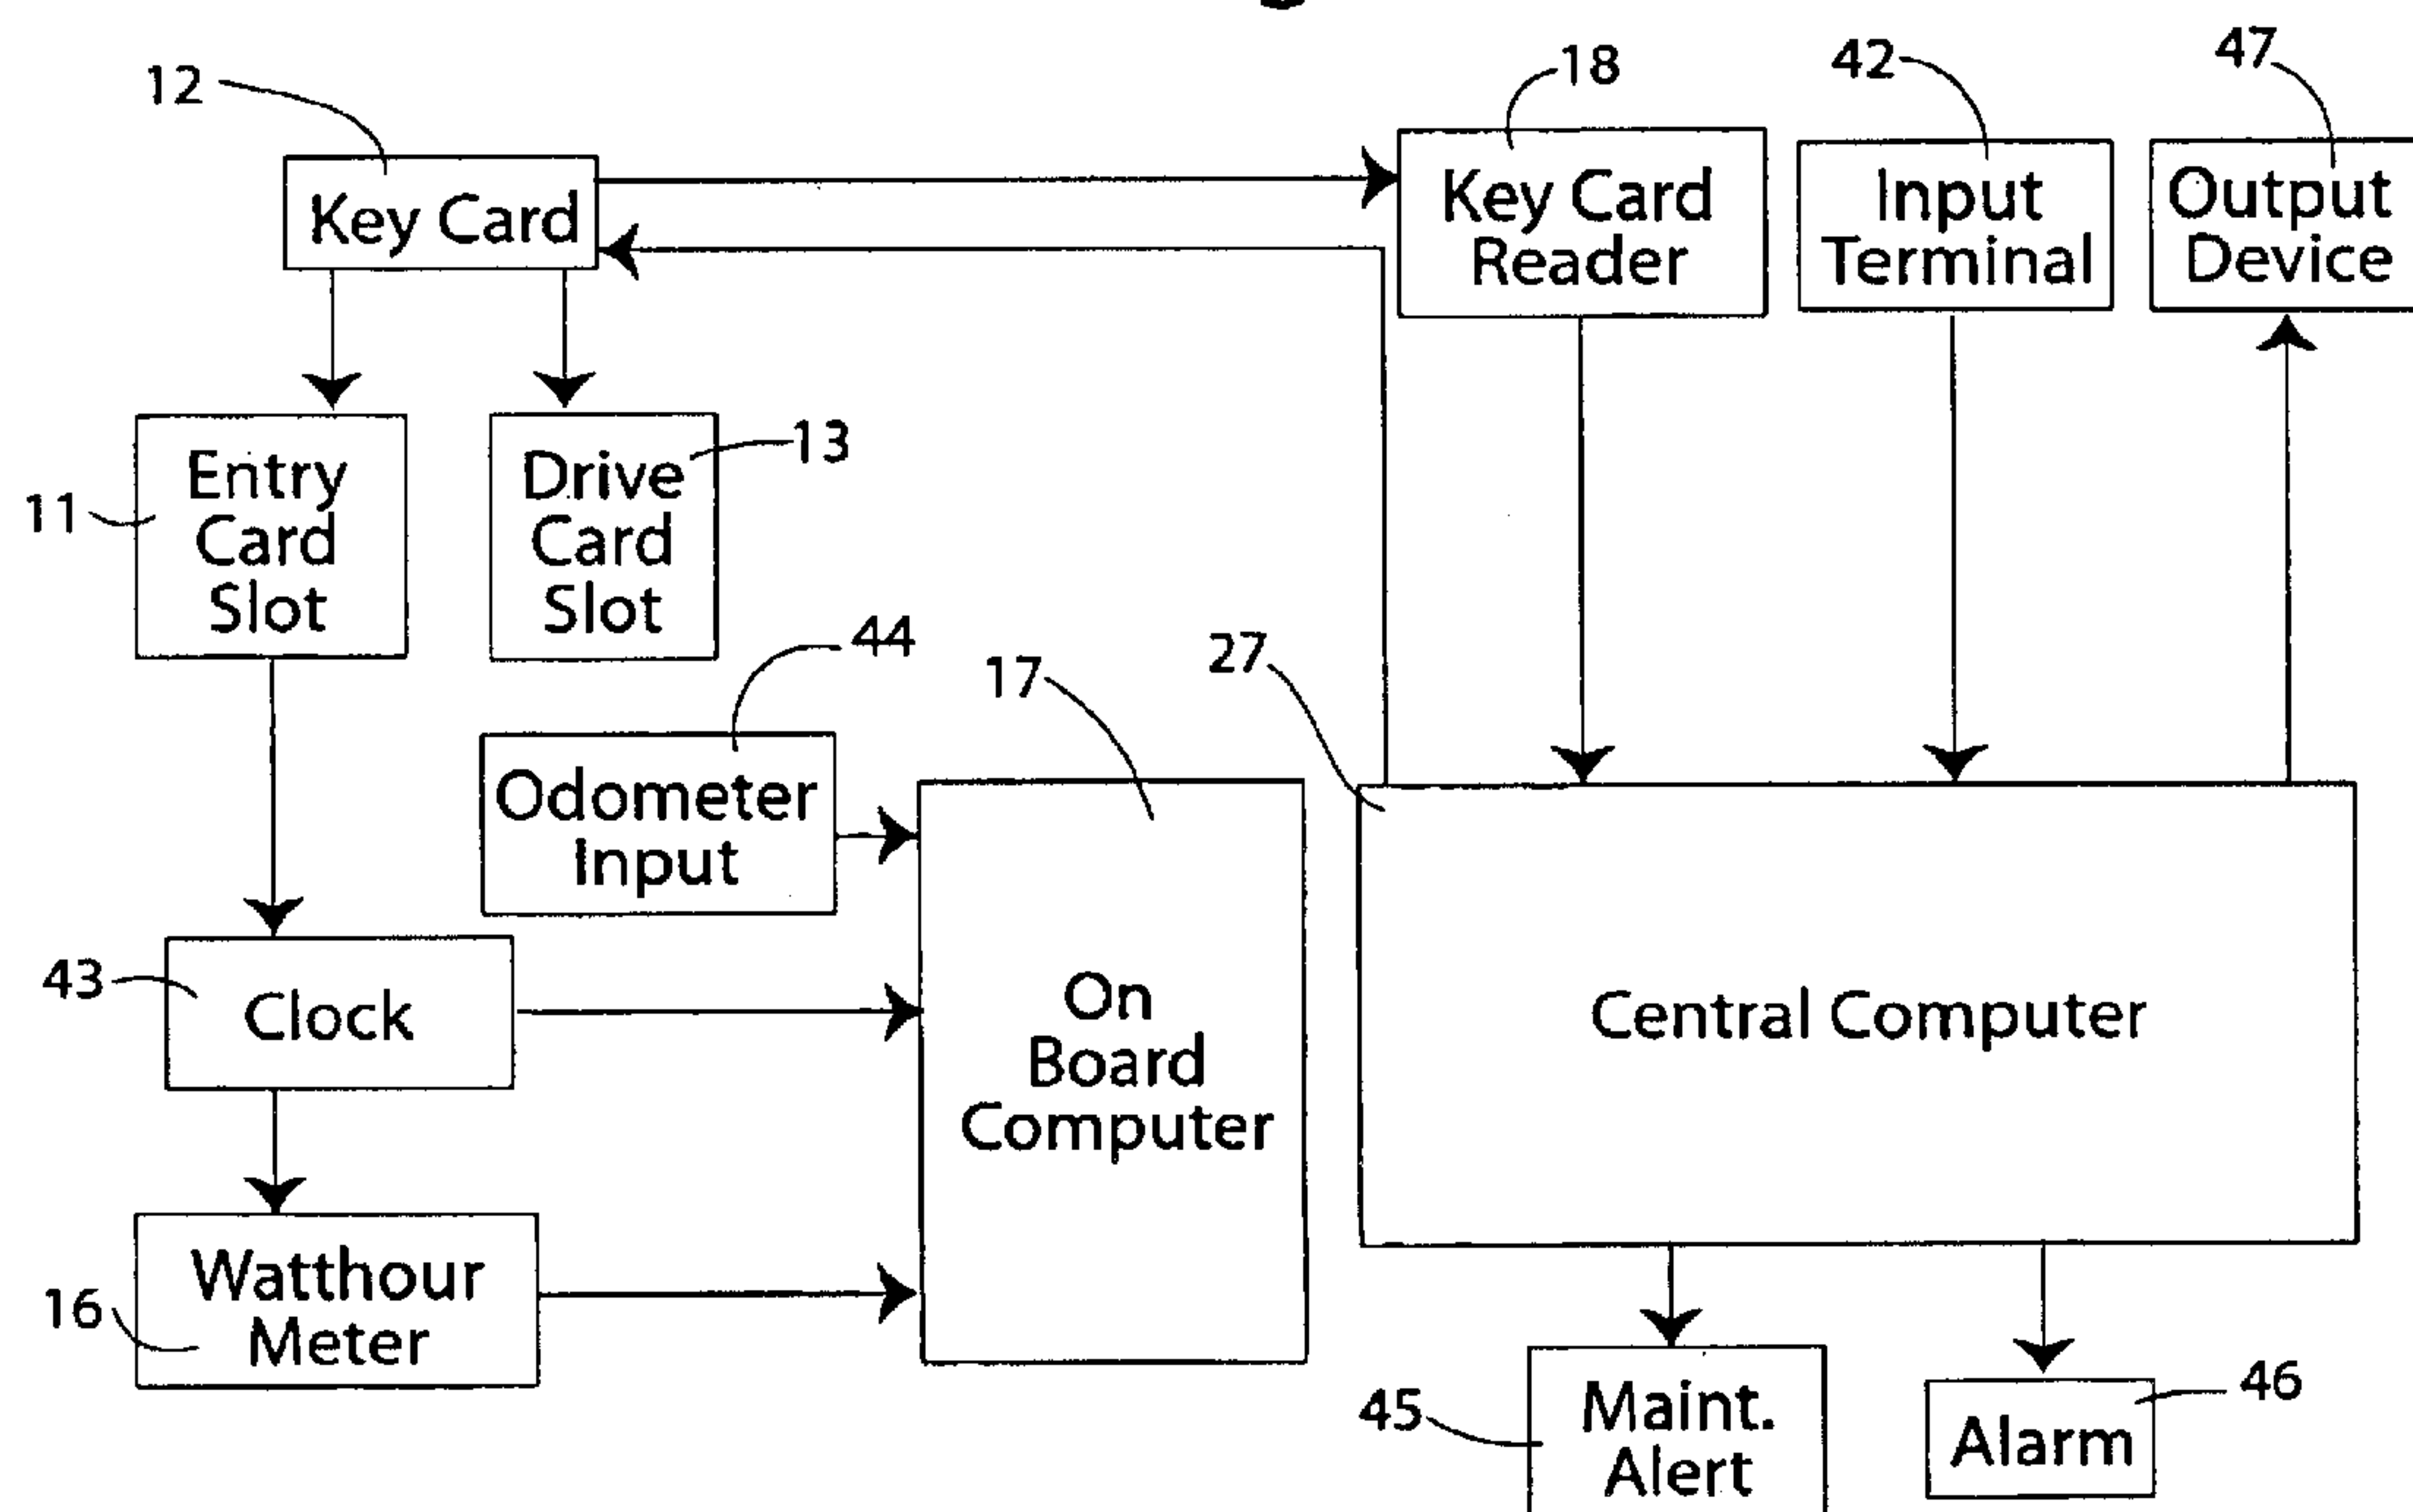 12
18
42
47
Key Card
Key Card
Reader
Input
Terminal
Output
Device
11
Entry
Card
Slot
Drive
Card
Slot
13
44
17
27
Odometer
Input
43
Clock
On
Board
Computer
Central Computer
16
Watthour
Meter
45
Maint.
Alert
Alarm
46